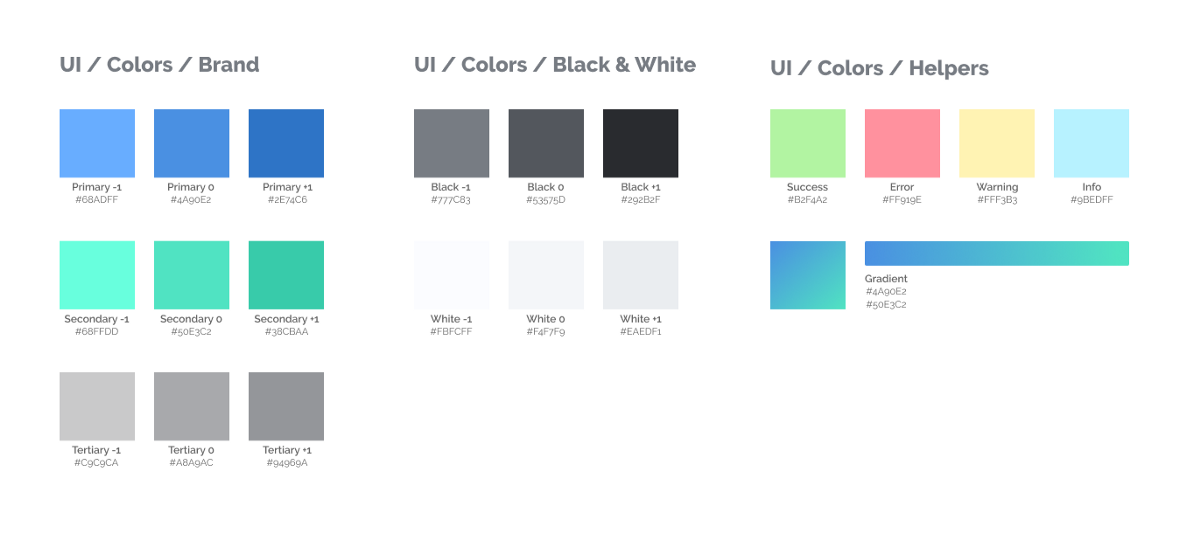 UI / Colors / Brand
Primary -1
#68ADFF
Primary 0
#4A90E2
Primary +1
#2E74C6
Secondary -1
#68FFDD
Secondary 0
#50E3C2
Secondary +1
#38CBAA
Tertiary -1
#C9C9CA
Tertiary 0
#A8A9AC
Tertiary +1
#94969A
UI / Colors / Black & White
Black -1
#777C83
Black 0
#53575D
Black +1
#292B2F
White -1
#FBFCFF
White 0
#F4F7F9
White +1
#EAEDF1
UI / Colors / Helpers
Success
#B2F4A2
Error
#FF919E
Warning
#FFF3B3
Info
#9BEDFF
Gradient
#4A90E2
#50E3C2